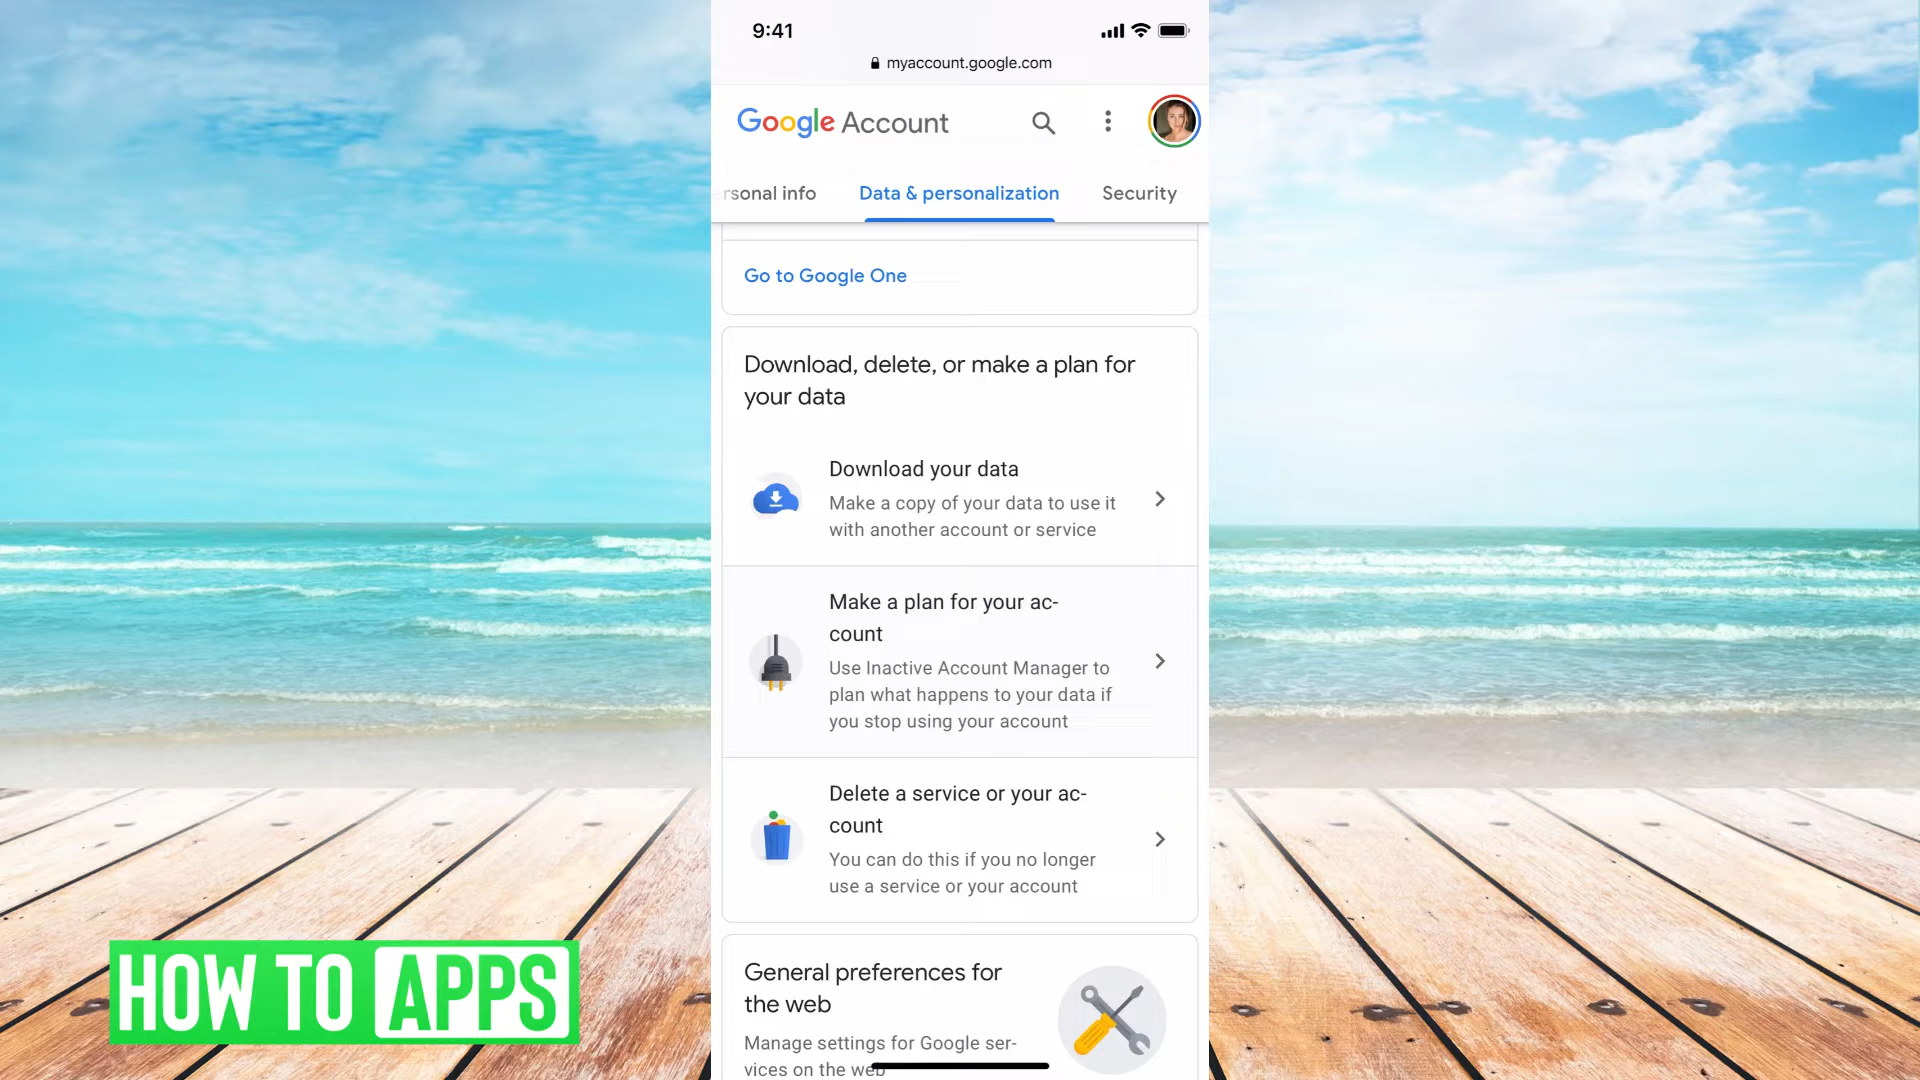 9:41
myaccount.google.com
Google Account
rsonal info Data & personalization Security
Go to Google One
Download, delete, or make a plan for
your data
Download your data
Make a copy of your data to use it
with another account or service
Make a plan for your ac-
count
Use Inactive Account Manager to
plan what happens to your data if
you stop using your account
Delete a service or your ac-
count
You can do this if you no longer
use a service or your account
General preferences for
the web
Manage settings for Google ser-
vices on the web
HOW TO APPS